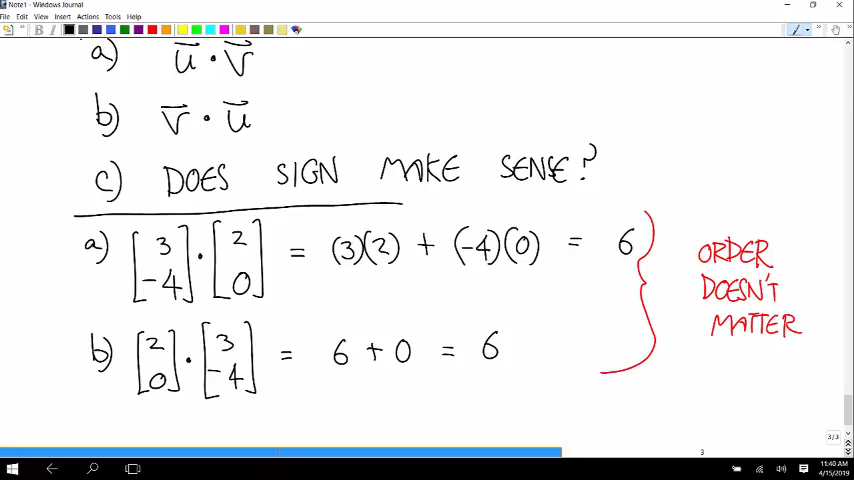 Note1 - Windows Journal
File Edit View Insert Actions Tools Help
a) u⃗ · v⃗
b) v⃗ · u⃗
c) DOES SIGN MAKE SENSE?
a) [3 -4] · [2 0] = (3)(2) + (-4)(0) = 6
ORDER
DOESN'T
MATTER
b) [2 0] · [3 -4] = 6 + 0 = 6
3/3
3
11:40 AM
4/15/2019